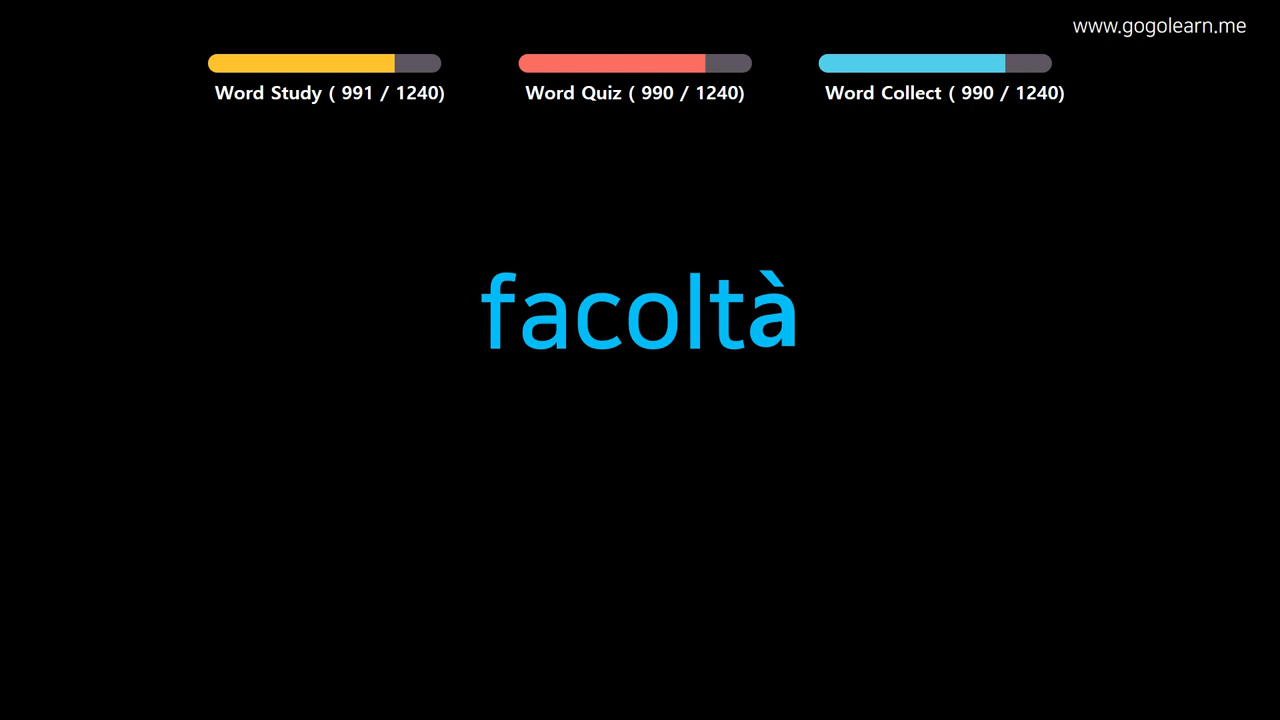 www.gogolearn.me
Word Study ( 991 / 1240)
Word Quiz ( 990 / 1240)
Word Collect ( 990 / 1240)
facoltà